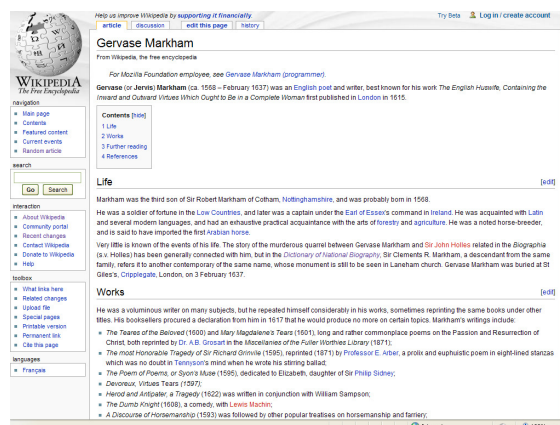 Help us improve Wikipedia by supporting it financially.
Try Beta
Log in / create account
article
discussion
edit this page
history
WIKIPEDIA
The Free Encyclopedia
navigation
Main page
Contents
Featured content
Current events
Random article
search
Go
Search
interaction
About Wikipedia
Community portal
Recent changes
Contact Wikipedia
Donate to Wikipedia
Help
toolbox
What links here
Related changes
Upload file
Special pages
Printable version
Permanent link
Cite this page
languages
Français
Gervase Markham
From Wikipedia, the free encyclopedia
For Mozilla Foundation employee, see Gervase Markham (programmer).
Gervase (or Jervis) Markham (ca. 1568 – February 1637) was an English poet and writer, best known for his work The English Huswife, Containing the
Inward and Outward Virtues Which Ought to Be in a Complete Woman first published in London in 1615.
Contents [hide]
1 Life
2 Works
3 Further reading
4 References
Life
[edit]
Markham was the third son of Sir Robert Markham of Cotham, Nottinghamshire, and was probably born in 1568.
He was a soldier of fortune in the Low Countries, and later was a captain under the Earl of Essex's command in Ireland. He was acquainted with Latin
and several modern languages, and had an exhaustive practical acquaintance with the arts of forestry and agriculture. He was a noted horse-breeder,
and is said to have imported the first Arabian horse.
Very little is known of the events of his life. The story of the murderous quarrel between Gervase Markham and Sir John Holles related in the Biographia
(s.v. Holles) has been generally connected with him, but in the Dictionary of National Biography, Sir Clements R. Markham, a descendant from the same
family, refers it to another contemporary of the same name, whose monument is still to be seen in Laneham church. Gervase Markham was buried at St
Giles's, Cripplegate, London, on 3 February 1637.
Works
[edit]
He was a voluminous writer on many subjects, but he repeated himself considerably in his works, sometimes reprinting the same books under other
titles. His booksellers procured a declaration from him in 1617 that he would produce no more on certain topics. Markham's writings include:
The Teares of the Beloved (1600) and Mary Magdalene's Tears (1601), long and rather commonplace poems on the Passion and Resurrection of
Christ, both reprinted by Dr. A.B. Grosart in the Miscellanies of the Fuller Worthies Library (1871)
The most Honorable Tragedy of Sir Richard Grinvile (1595), reprinted (1871) by Professor E. Arber, a prolix and euphuistic poem in eight-lined stanzas
which was no doubt in Tennyson's mind when he wrote his stirring ballad;
The Poem of Poems, or Syon's Muse (1595), dedicated to Elizabeth, daughter of Sir Philip Sidney;
Devoreux, Virtues Tears (1597);
Herod and Antipater, a Tragedy (1622) was written in conjunction with William Sampson;
The Dumb Knight (1608), a comedy, with Lewis Machin;
A Discourse of Horsemanship (1593) was followed by other popular treatises on horsemanship and farriery;